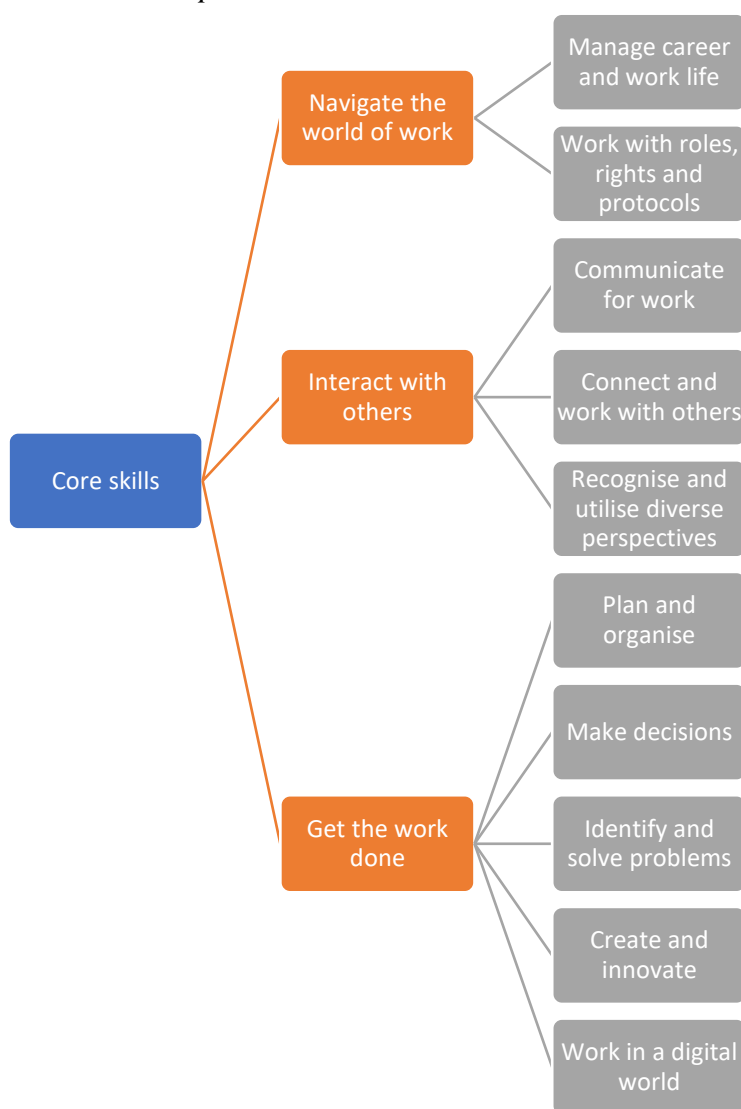 Core skills
Navigate the
world of work
Manage career
and work life
Work with roles,
rights and
protocols
Interact with
others
Communicate
for work
Connect and
work with others
Recognise and
utilise diverse
perspectives
Get the work
done
Plan and
organise
Make decisions
Identify and
solve problems
Create and
innovate
Work in a digital
world